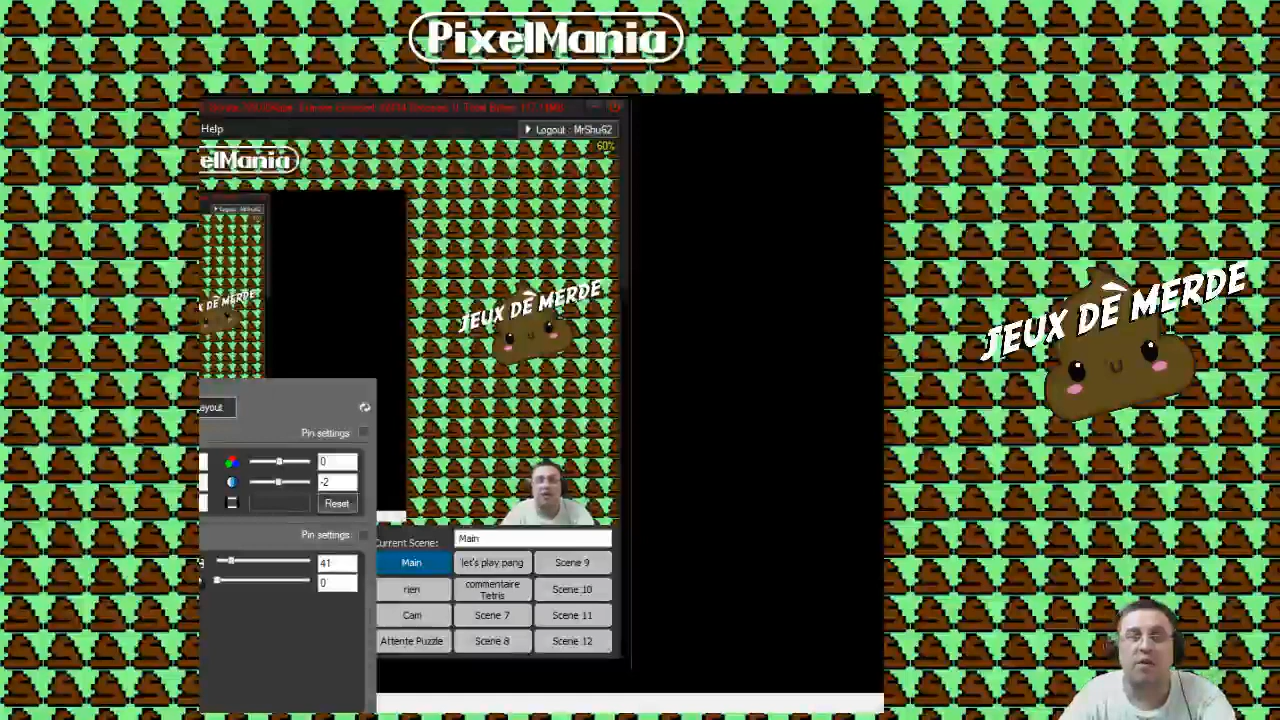 PixelMania
Help
Logout : MrShu62
60%
elMania
Logout : MrShu62
JEUX DE MERDE
JEUX DE MERDE
X DE MERDE
ayout
Pin settings
0
-2
Reset
Pin settings
41
0
Current Scene:
Main
Main
let's play pang
Scene 9
rien
commentaire
Tetris
Scene 10
Cam
Scene 7
Scene 11
Attente Puzzle
Scene 8
Scene 12